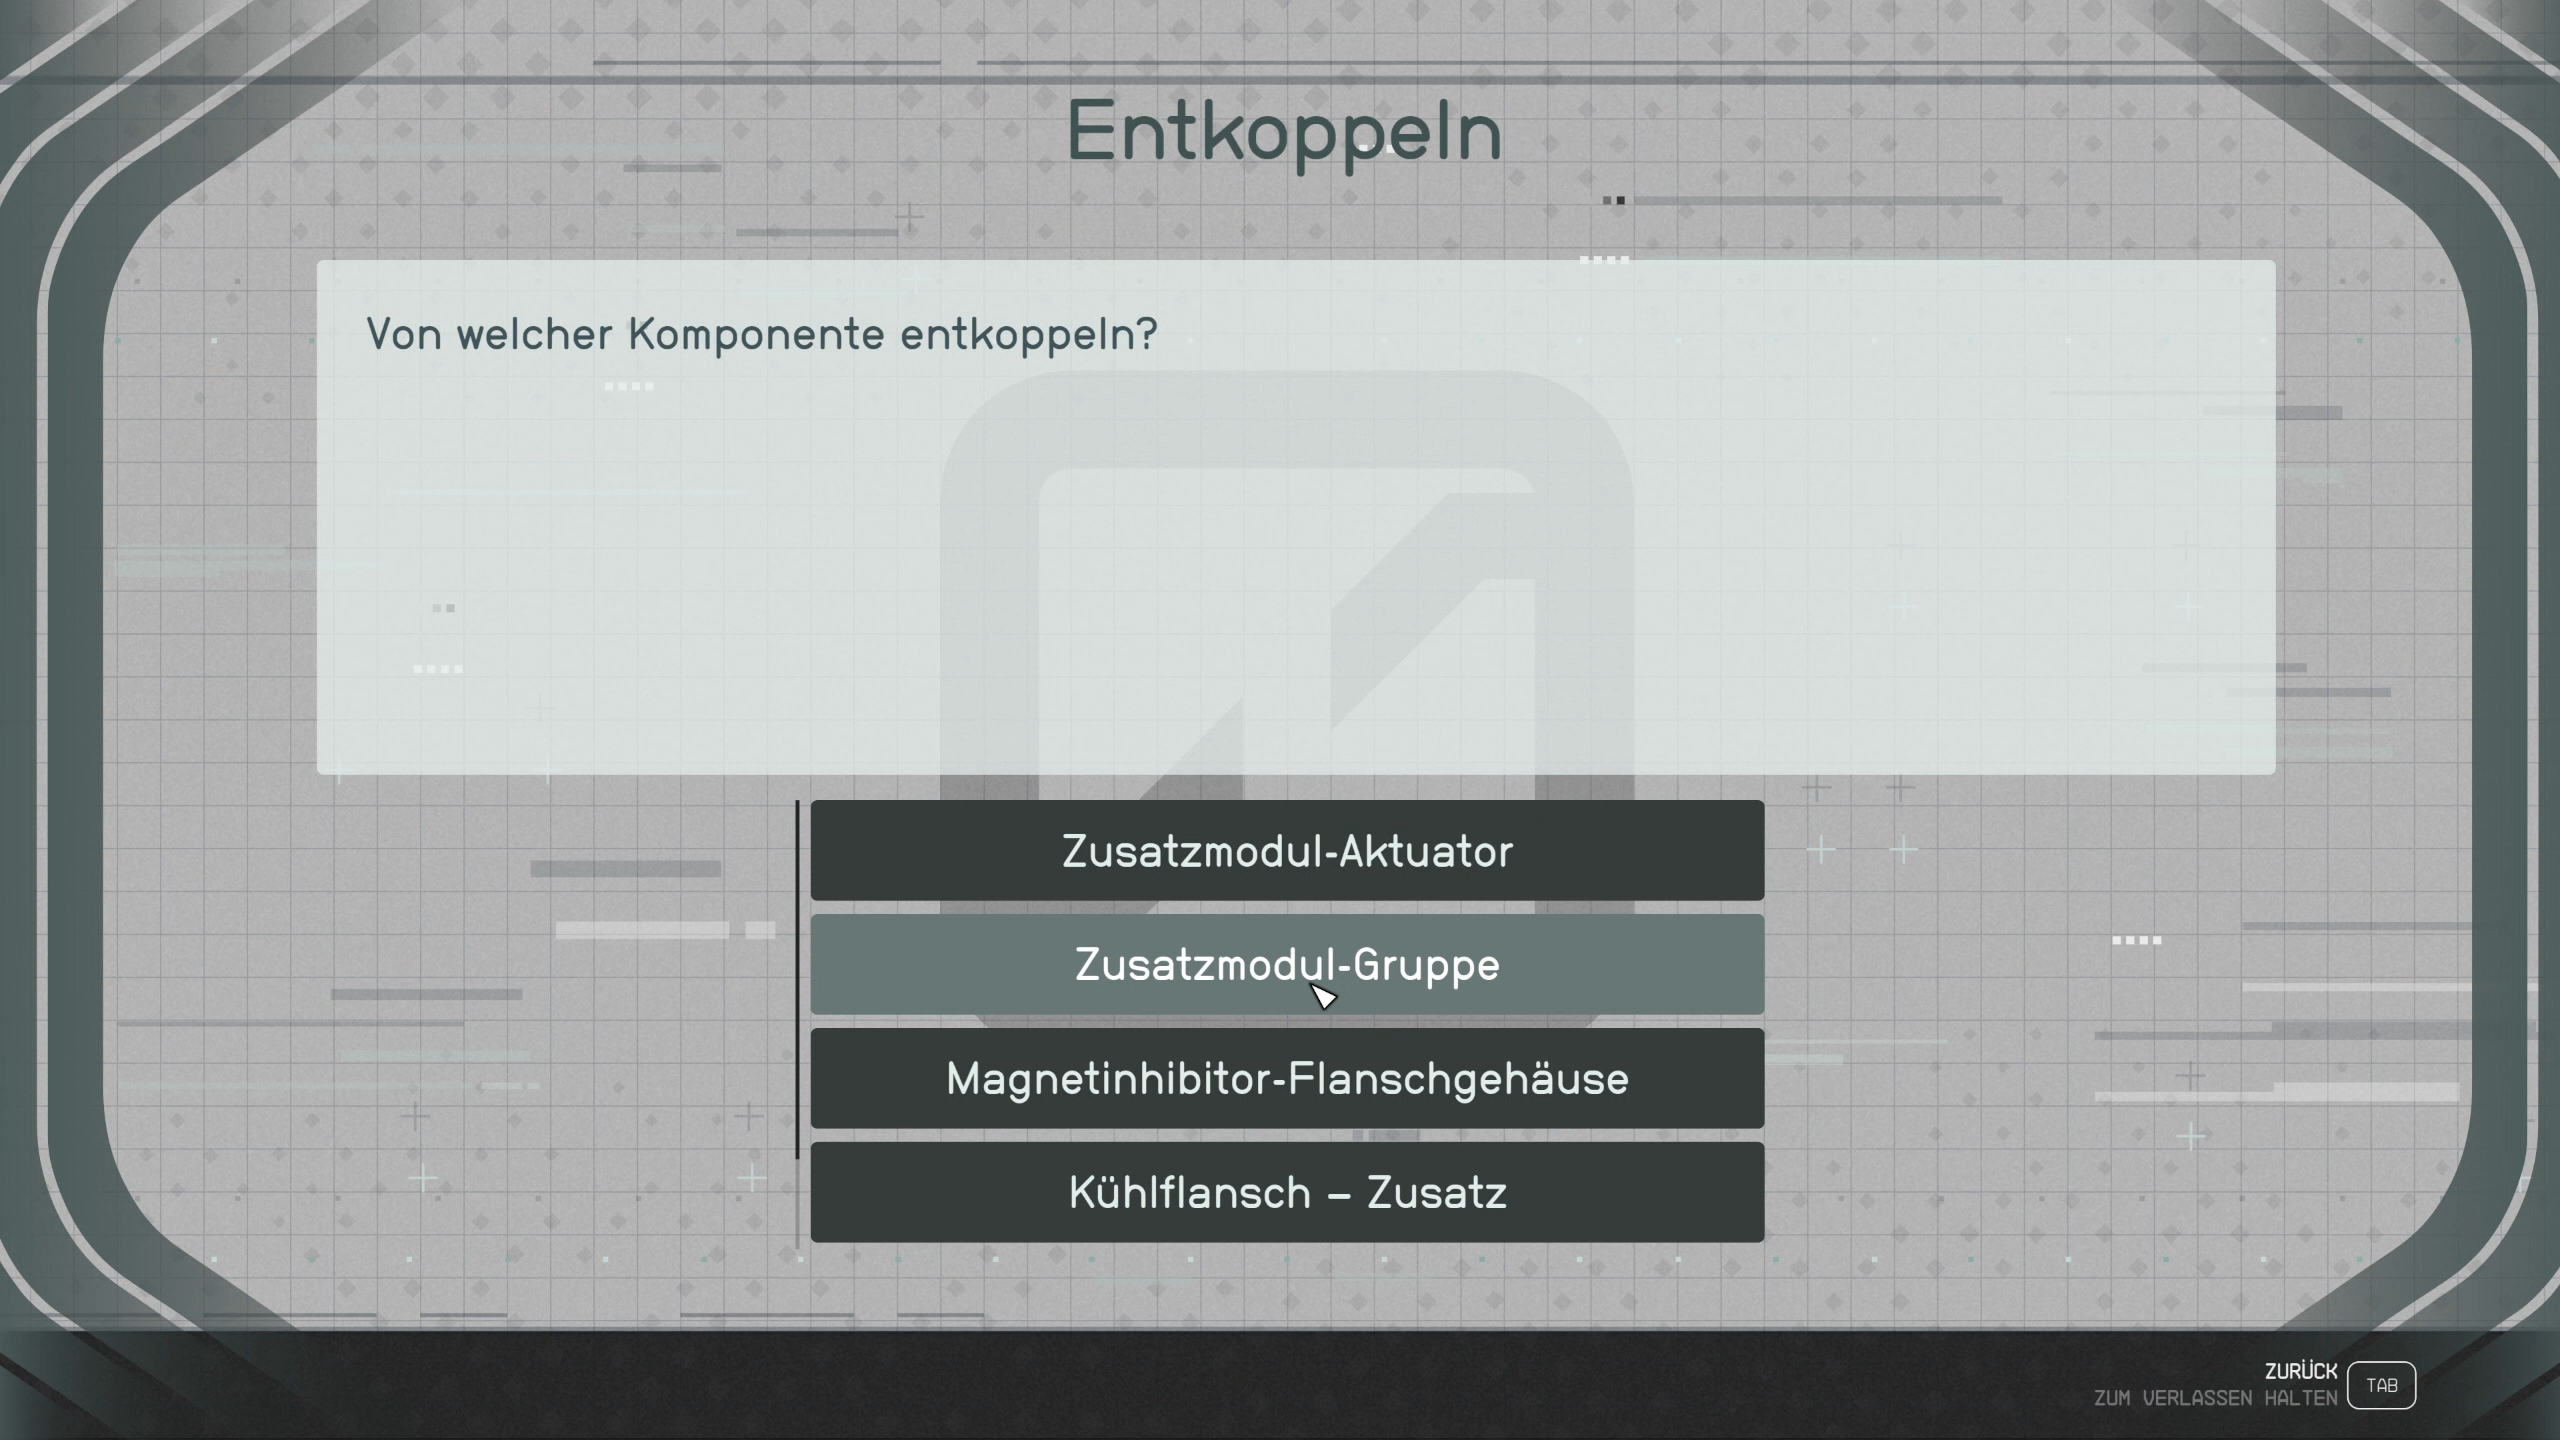 Entkoppeln
Von welcher Komponente entkoppeln?
Zusatzmodul-Aktuator
Zusatzmodul-Gruppe
Magnetinhibitor-Flanschgehäuse
Kühlflansch – Zusatz
ZURÜCK
ZUM VERLASSEN HALTEN
TAB